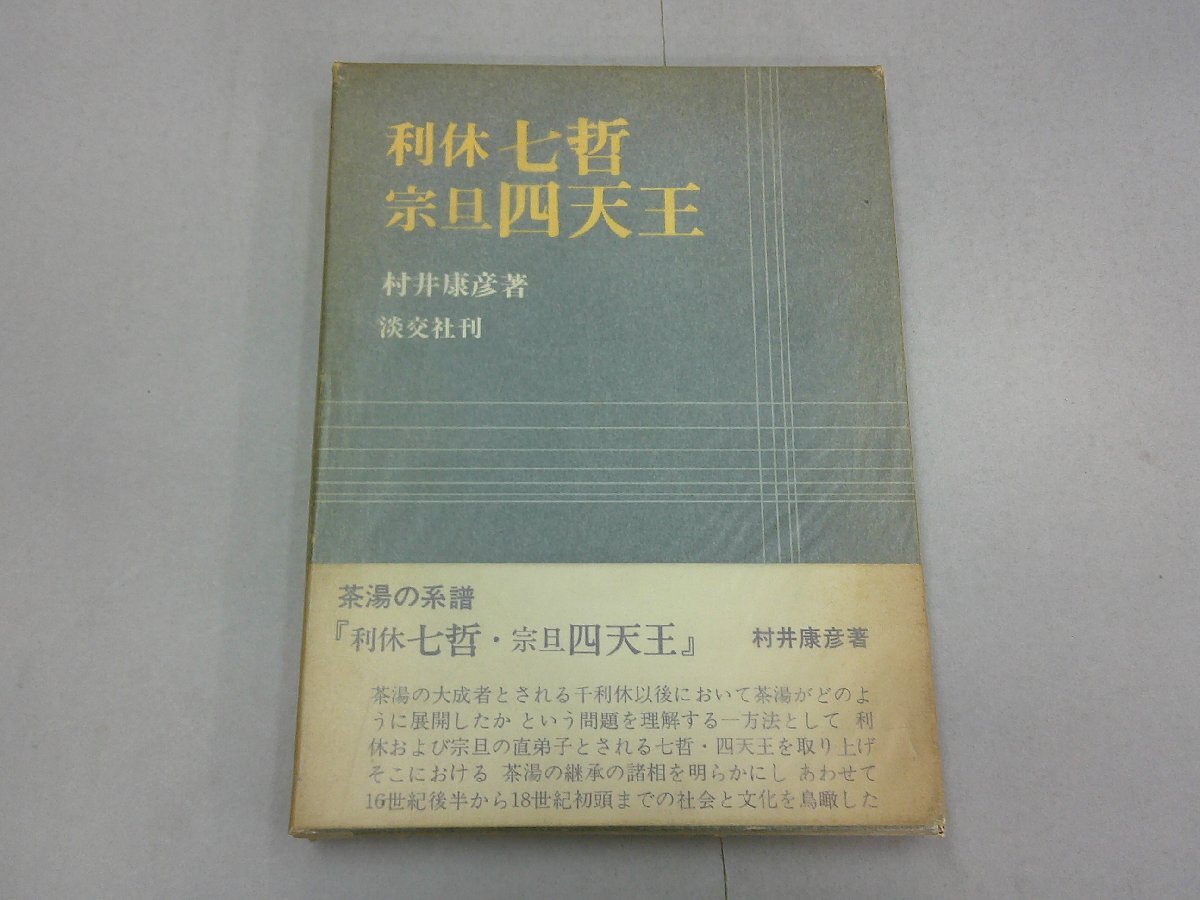 利休七哲
宗旦四天王
村井康彦著
淡交社刊
茶湯の系譜
『利休七哲・宗旦四天王』 村井康彦著
茶湯の大成者とされる千利休以後において茶湯がどのよ
うに展開したか という問題を理解する一方法として 利
休および宗旦の直弟子とされる七哲・四天王を取り上げ
そこにおける 茶湯の継承の諸相を明らかにし あわせて
16世紀後半から18世紀初頭までの社会と文化を鳥瞰した